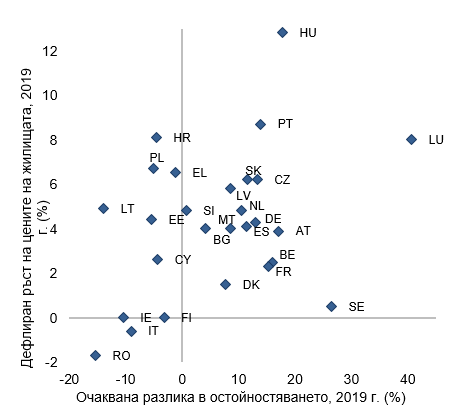 Дефлиран ръст на цените на жилищата, 2019
г. (%)
12
10
8
6
4
2
0
-2
HU
PT
HR
LU
PL
EL
SK
CZ
LV
LT
SI
NL
EE
MT
DE
BG
ES
AT
CY
BE
FR
DK
SE
IE
FI
IT
RO
-20
-10
0
10
20
30
40
Очаквана разлика в остойностяването, 2019 г. (%)